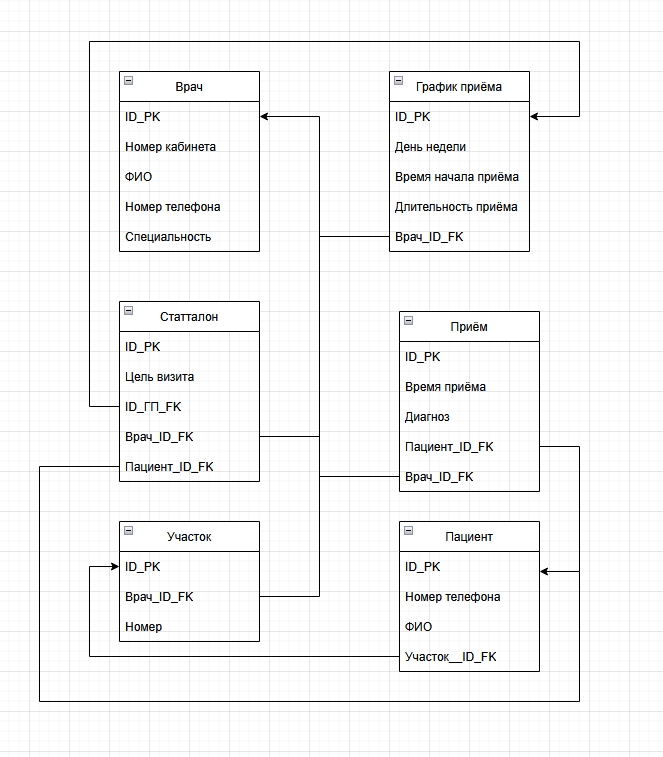 Врач
ID_PK
Номер кабинета
ФИО
Номер телефона
Специальность
График приёма
ID_PK
День недели
Время начала приёма
Длительность приёма
Врач_ID_FK
Статталон
ID_PK
Цель визита
ID_ГП_FK
Врач_ID_FK
Пациент_ID_FK
Приём
ID_PK
Время приёма
Диагноз
Пациент_ID_FK
Врач_ID_FK
Участок
ID_PK
Врач_ID_FK
Номер
Пациент
ID_PK
Номер телефона
ФИО
Участок__ID_FK